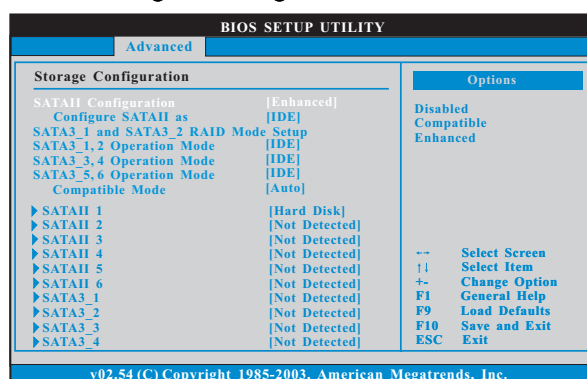 BIOS SETUP UTILITY
Advanced
Storage Configuration
SATAII Configuration [Enhanced]
Configure SATAII as [IDE]
SATA3_1 and SATA3_2 RAID Mode Setup
SATA3_1, 2 Operation Mode [IDE]
SATA3_3, 4 Operation Mode [IDE]
SATA3_5, 6 Operation Mode [IDE]
Compatible Mode [Auto]
SATAII 1 [Hard Disk]
SATAII 2 [Not Detected]
SATAII 3 [Not Detected]
SATAII 4 [Not Detected]
SATAII 5 [Not Detected]
SATAII 6 [Not Detected]
SATA3_1 [Not Detected]
SATA3_2 [Not Detected]
SATA3_3 [Not Detected]
SATA3_4 [Not Detected]
Options
Disabled
Compatible
Enhanced
←→ Select Screen
↑↓ Select Item
+- Change Option
F1 General Help
F9 Load Defaults
F10 Save and Exit
ESC Exit
v02.54 (C) Copyright 1985-2003, American Megatrends, Inc.